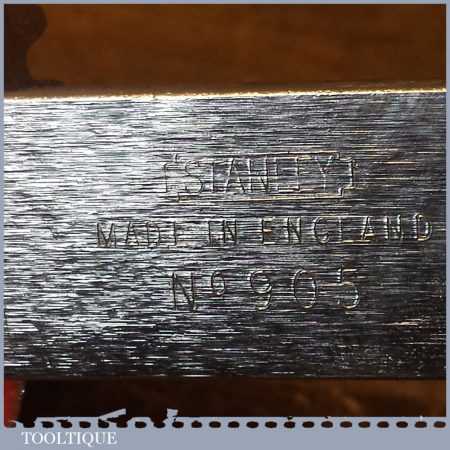 STANLEY
MADE IN ENGLAND
Nº 905
TOOLTIQUE